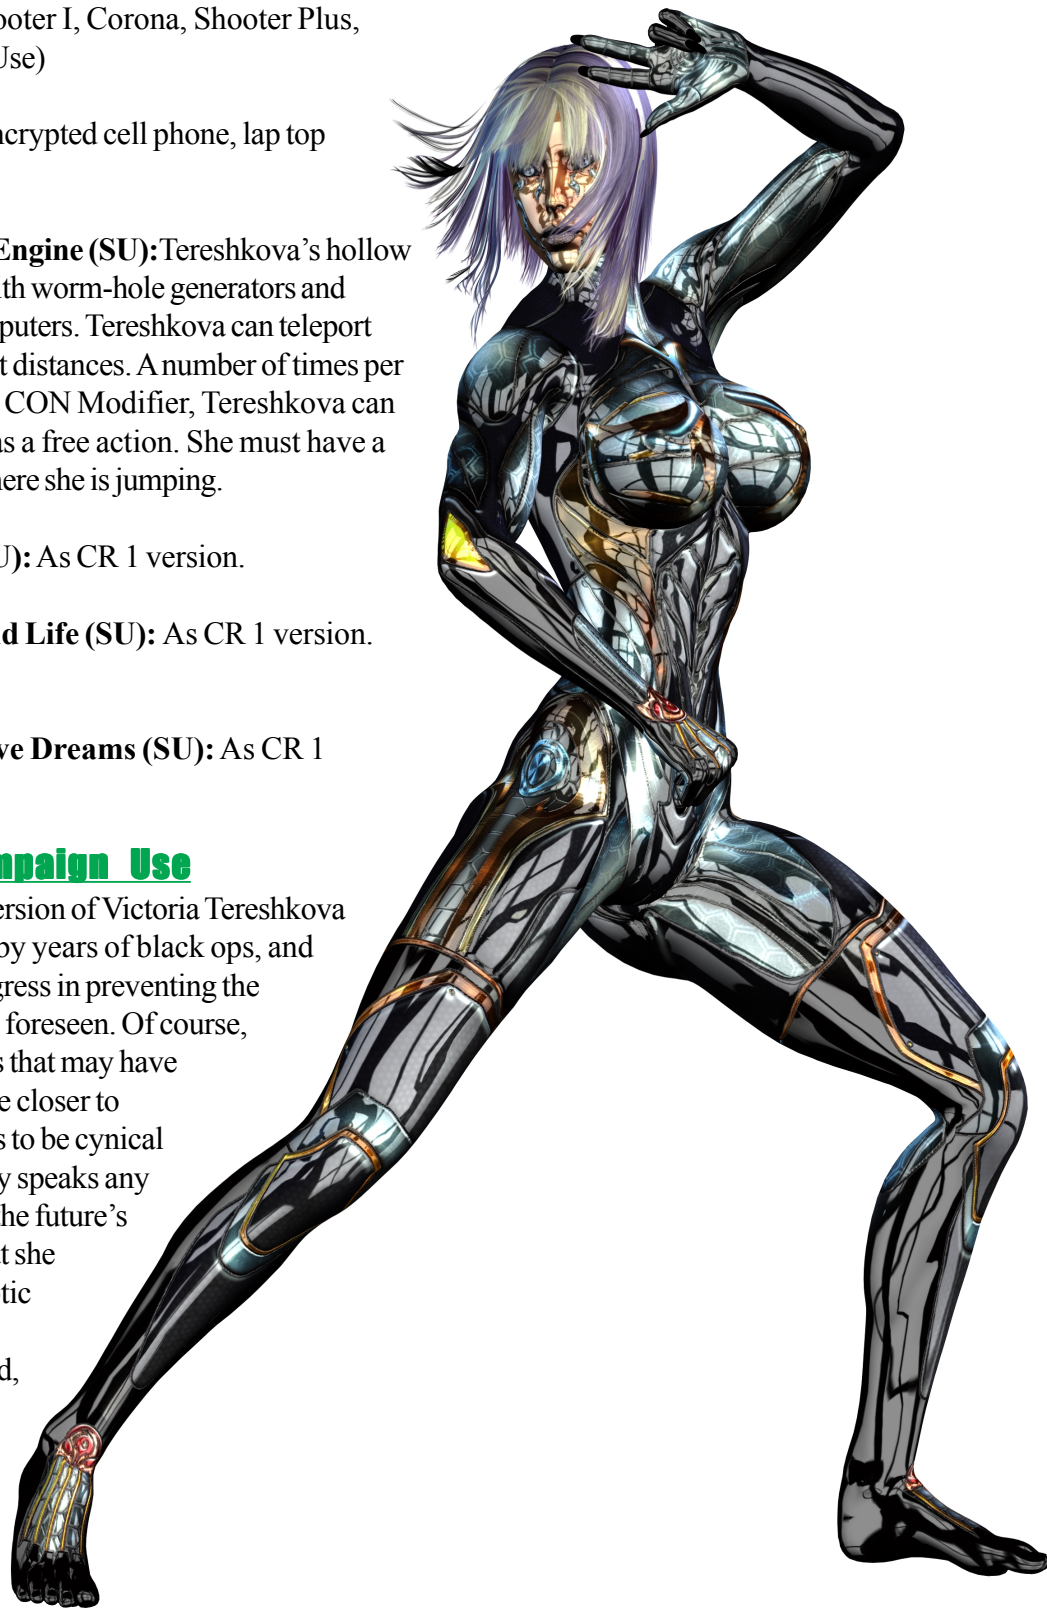 ooter I, Corona, Shooter Plus,
Use)
ncrypted cell phone, lap top
Engine (SU):Tereshkova’s hollow
ith worm-hole generators and
puters. Tereshkova can teleport
t distances. A number of times per
CON Modifier, Tereshkova can
as a free action. She must have a
here she is jumping.
U): As CR 1 version.
d Life (SU): As CR 1 version.
ve Dreams (SU): As CR 1
mpaign Use
ersion of Victoria Tereshkova
by years of black ops, and
gress in preventing the
foreseen. Of course,
s that may have
e closer to
s to be cynical
y speaks any
the future’s
t she
tic
d,